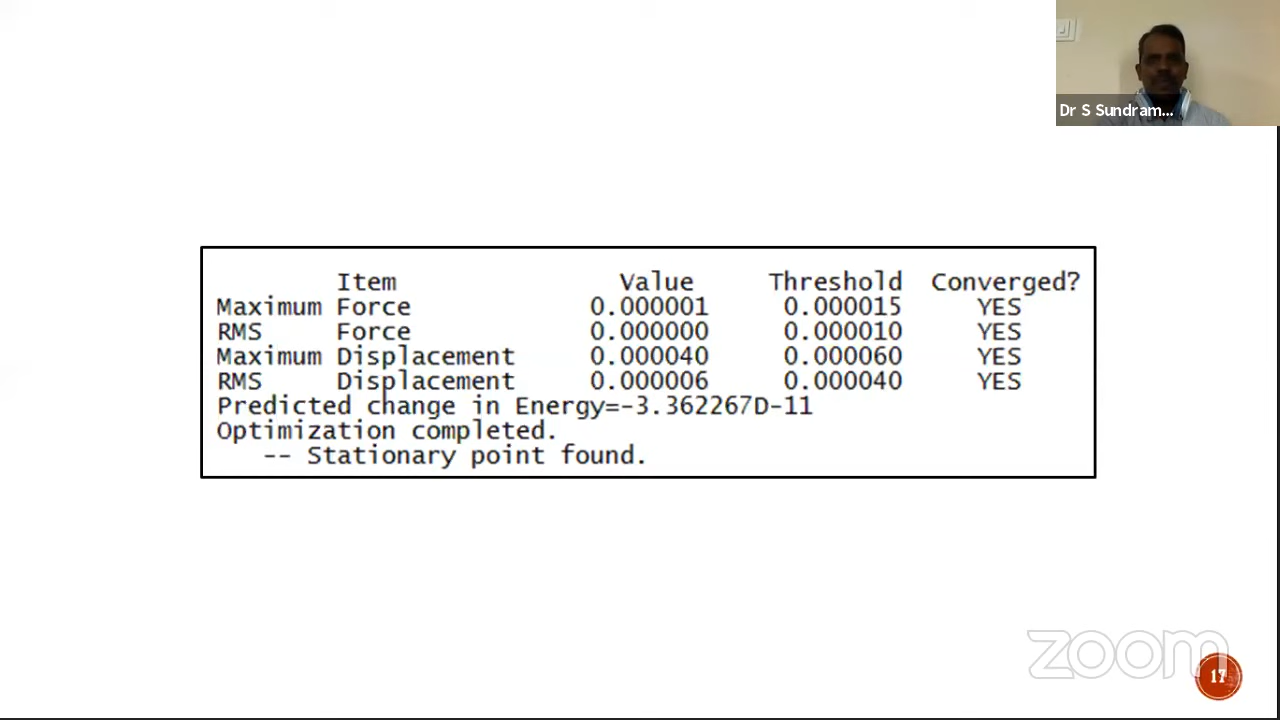 Dr S Sundram...
Item Value Threshold Converged?
Maximum Force 0.000001 0.000015 YES
RMS Force 0.000000 0.000010 YES
Maximum Displacement 0.000040 0.000060 YES
RMS Displacement 0.000006 0.000040 YES
Predicted change in Energy=-3.362267D-11
Optimization completed.
-- Stationary point found.
zoom
17